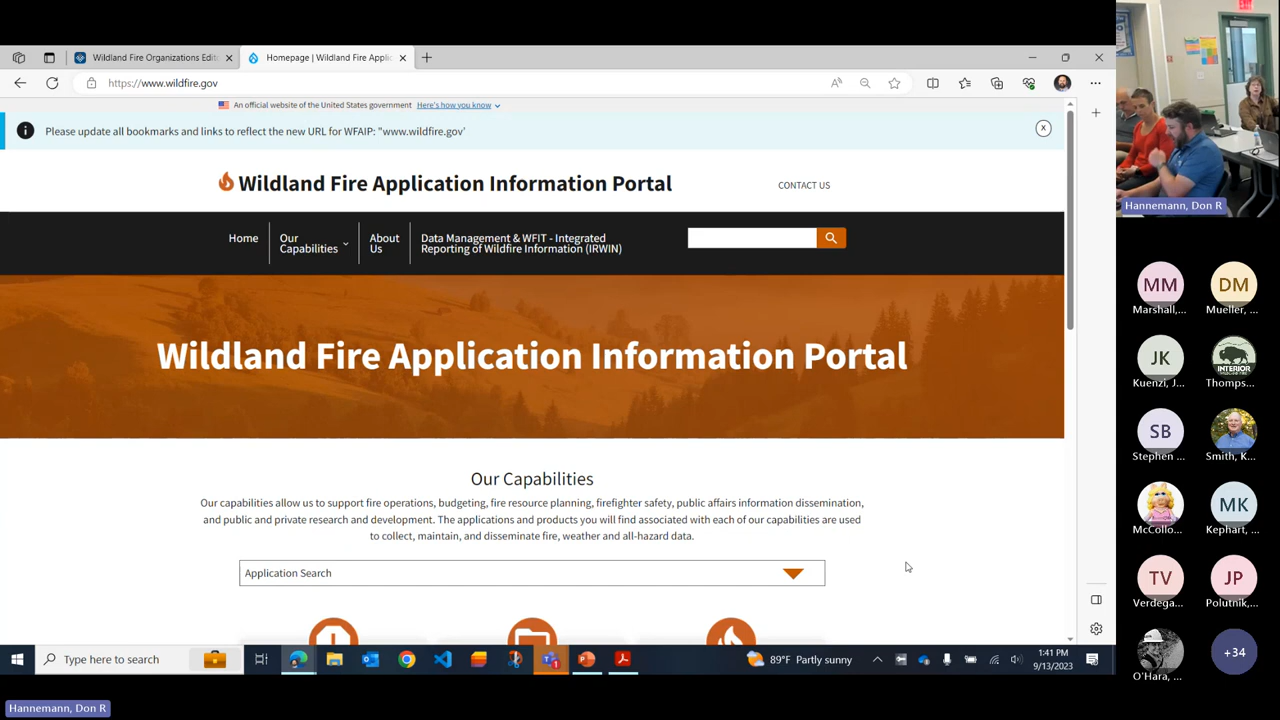 Wildland Fire Organizations Edit
Homepage | Wildland Fire Applic
https://www.wildfire.gov
An official website of the United States government Here's how you know
Please update all bookmarks and links to reflect the new URL for WFAIP: "www.wildfire.gov'
X
Wildland Fire Application Information Portal
CONTACT US
Home
Our
Capabilities
About
Us
Data Management & WFIT - Integrated
Reporting of Wildfire Information (IRWIN)
Wildland Fire Application Information Portal
Our Capabilities
Our capabilities allow us to support fire operations, budgeting, fire resource planning, firefighter safety, public affairs information dissemination,
and public and private research and development. The applications and products you will find associated with each of our capabilities are used
to collect, maintain, and disseminate fire, weather and all-hazard data.
Application Search
Type here to search
89°F Partly sunny
1:41 PM
9/13/2023
Hannemann, Don R
EXIT
Hannemann, Don R
MM
DM
Marshall,...
Mueller, ...
JK
INTERIOR
Kuenzi, J...
Thomps...
SB
Stephen ...
Smith, K...
MK
McCollo...
Kephart, ...
TV
JP
Verdega...
Polutnik,...
+34
O'Hara, ...